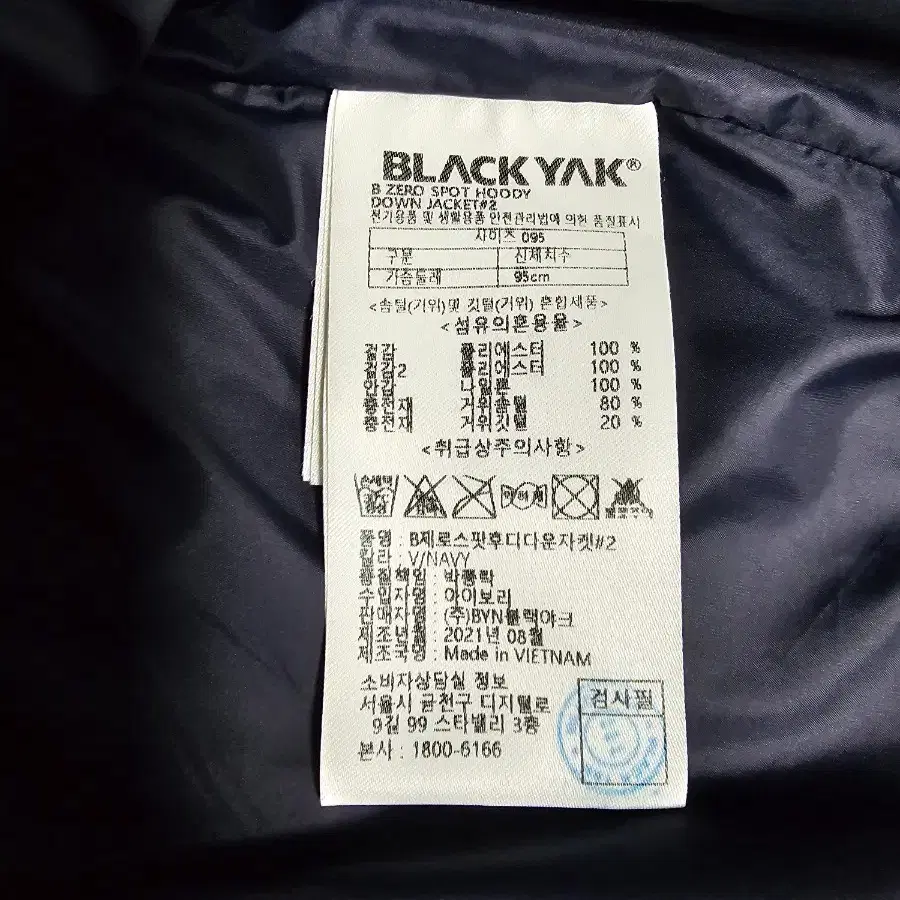 BLACK YAK®
B ZERO SPOT HOODY
DOWN JACKET#2
전기용품 및 생활용품 안전관리법에 의한 품질표시
사이즈 095
구분 신체치수
가슴둘레 95cm
<솜털(거위)및 깃털(거위) 혼합제품>
<섬유의혼용율>
겉감 폴리에스터 100 %
겉감2 폴리에스터 100 %
안감 나일론 100 %
충전재 거위솜털 80 %
충전재 거위깃털 20 %
<취급상주의사항>
손세탁
품명 : B제로스팟후디다운자켓#2
칼라 : V/NAVY
품질책임 : 박풍락
수입자명 : 아이보리
판매자명 : (주)BYN블랙야크
제조년월 : 2021년 08월
제조국명 : Made in VIETNAM
소비자상담실 정보
서울시 금천구 디지털로
9길 99 스타밸리 3층
본사 : 1800-6166
검사필